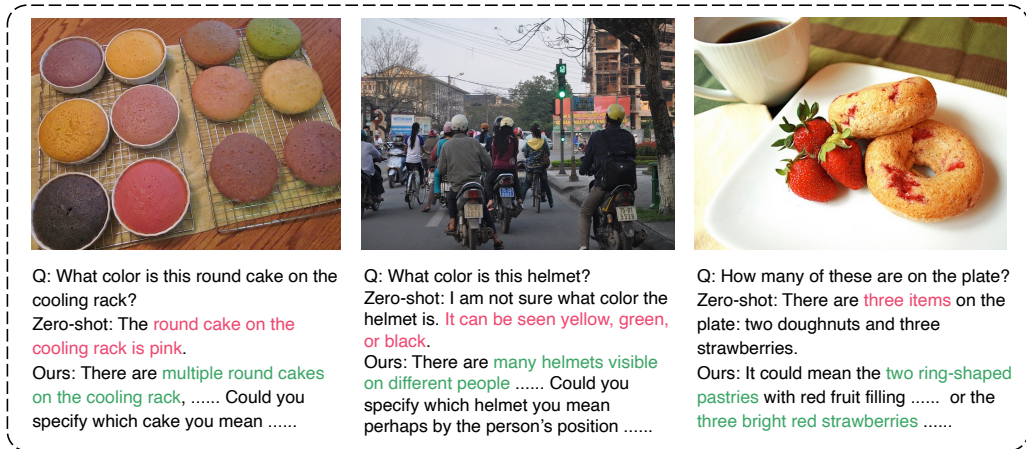 Q: What color is this round cake on the
cooling rack?
Zero-shot: The round cake on the
cooling rack is pink.
Ours: There are multiple round cakes
on the cooling rack, ...... Could you
specify which cake you mean ......
Q: What color is this helmet?
Zero-shot: I am not sure what color the
helmet is. It can be seen yellow, green,
or black.
Ours: There are many helmets visible
on different people ...... Could you
specify which helmet you mean
perhaps by the person's position ......
Q: How many of these are on the plate?
Zero-shot: There are three items on the
plate: two doughnuts and three
strawberries.
Ours: It could mean the two ring-shaped
pastries with red fruit filling ...... or the
three bright red strawberries ......